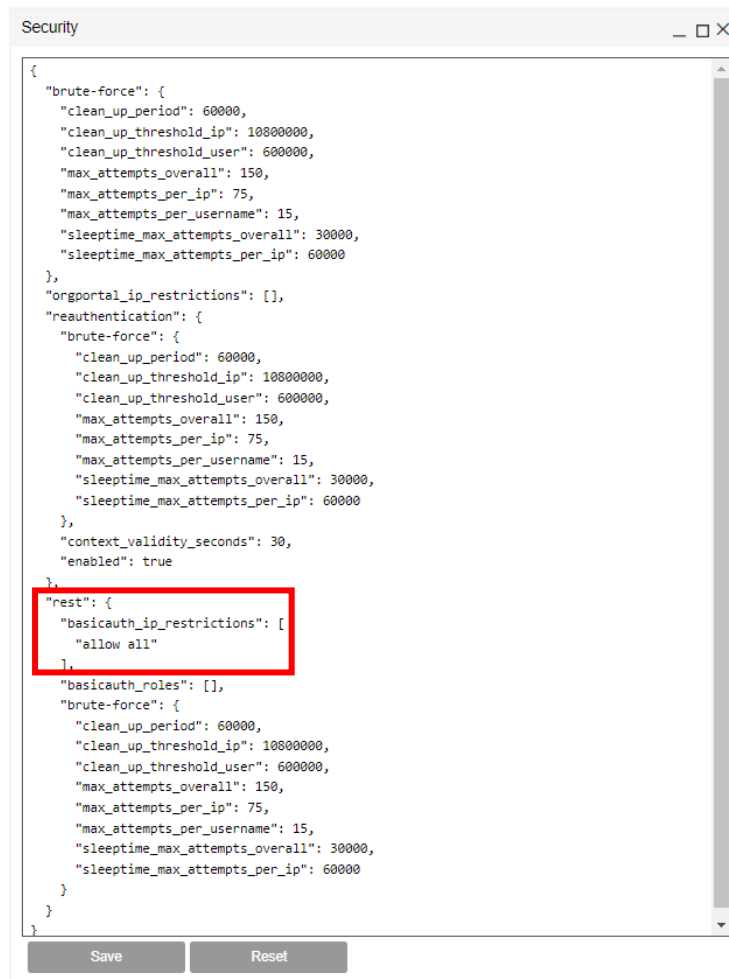 Security
{
  "brute-force": {
    "clean_up_period": 60000,
    "clean_up_threshold_ip": 10800000,
    "clean_up_threshold_user": 600000,
    "max_attempts_overall": 150,
    "max_attempts_per_ip": 75,
    "max_attempts_per_username": 15,
    "sleeptime_max_attempts_overall": 30000,
    "sleeptime_max_attempts_per_ip": 60000
  },
  "orgportal_ip_restrictions": [],
  "reauthentication": {
    "brute-force": {
      "clean_up_period": 60000,
      "clean_up_threshold_ip": 10800000,
      "clean_up_threshold_user": 600000,
      "max_attempts_overall": 150,
      "max_attempts_per_ip": 75,
      "max_attempts_per_username": 15,
      "sleeptime_max_attempts_overall": 30000,
      "sleeptime_max_attempts_per_ip": 60000
    },
    "context_validity_seconds": 30,
    "enabled": true
  },
  "rest": {
    "basicauth_ip_restrictions": [
      "allow all"
    ],
    "basicauth_roles": [],
    "brute-force": {
      "clean_up_period": 60000,
      "clean_up_threshold_ip": 10800000,
      "clean_up_threshold_user": 600000,
      "max_attempts_overall": 150,
      "max_attempts_per_ip": 75,
      "max_attempts_per_username": 15,
      "sleeptime_max_attempts_overall": 30000,
      "sleeptime_max_attempts_per_ip": 60000
    }
  }
}
Save Reset